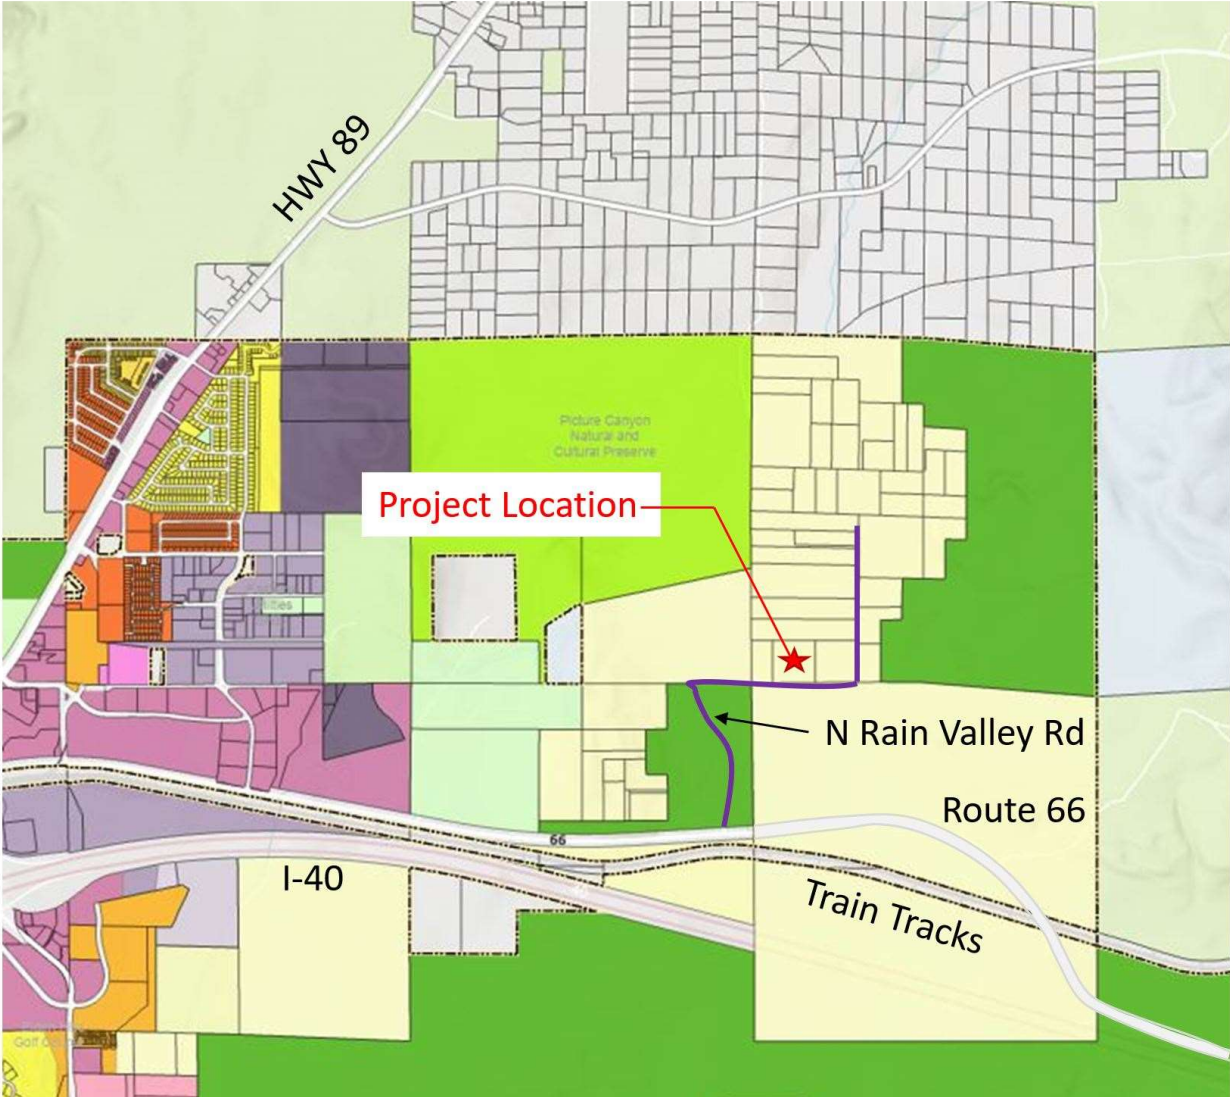 HWY 89
Picture Canyon
Natural and
Cultural Preserve
Project Location
N Rain Valley Rd
Route 66
66
I-40
Train Tracks
Golf